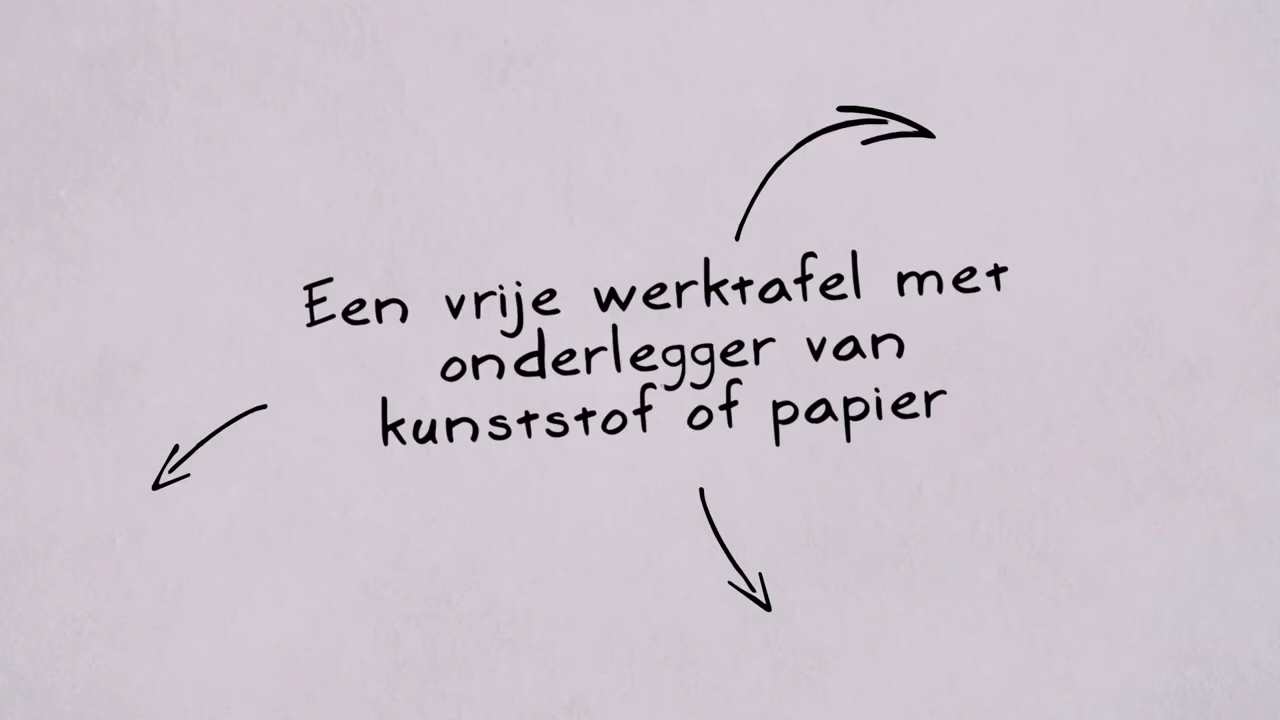 Een vrije werktafel met
onderlegger van
kunststof of papier